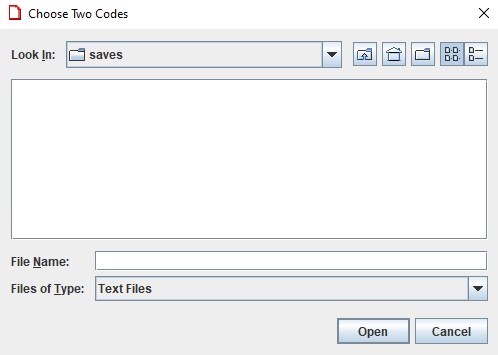 Choose Two Codes
Look In: saves
File Name:
Files of Type: Text Files
Open Cancel